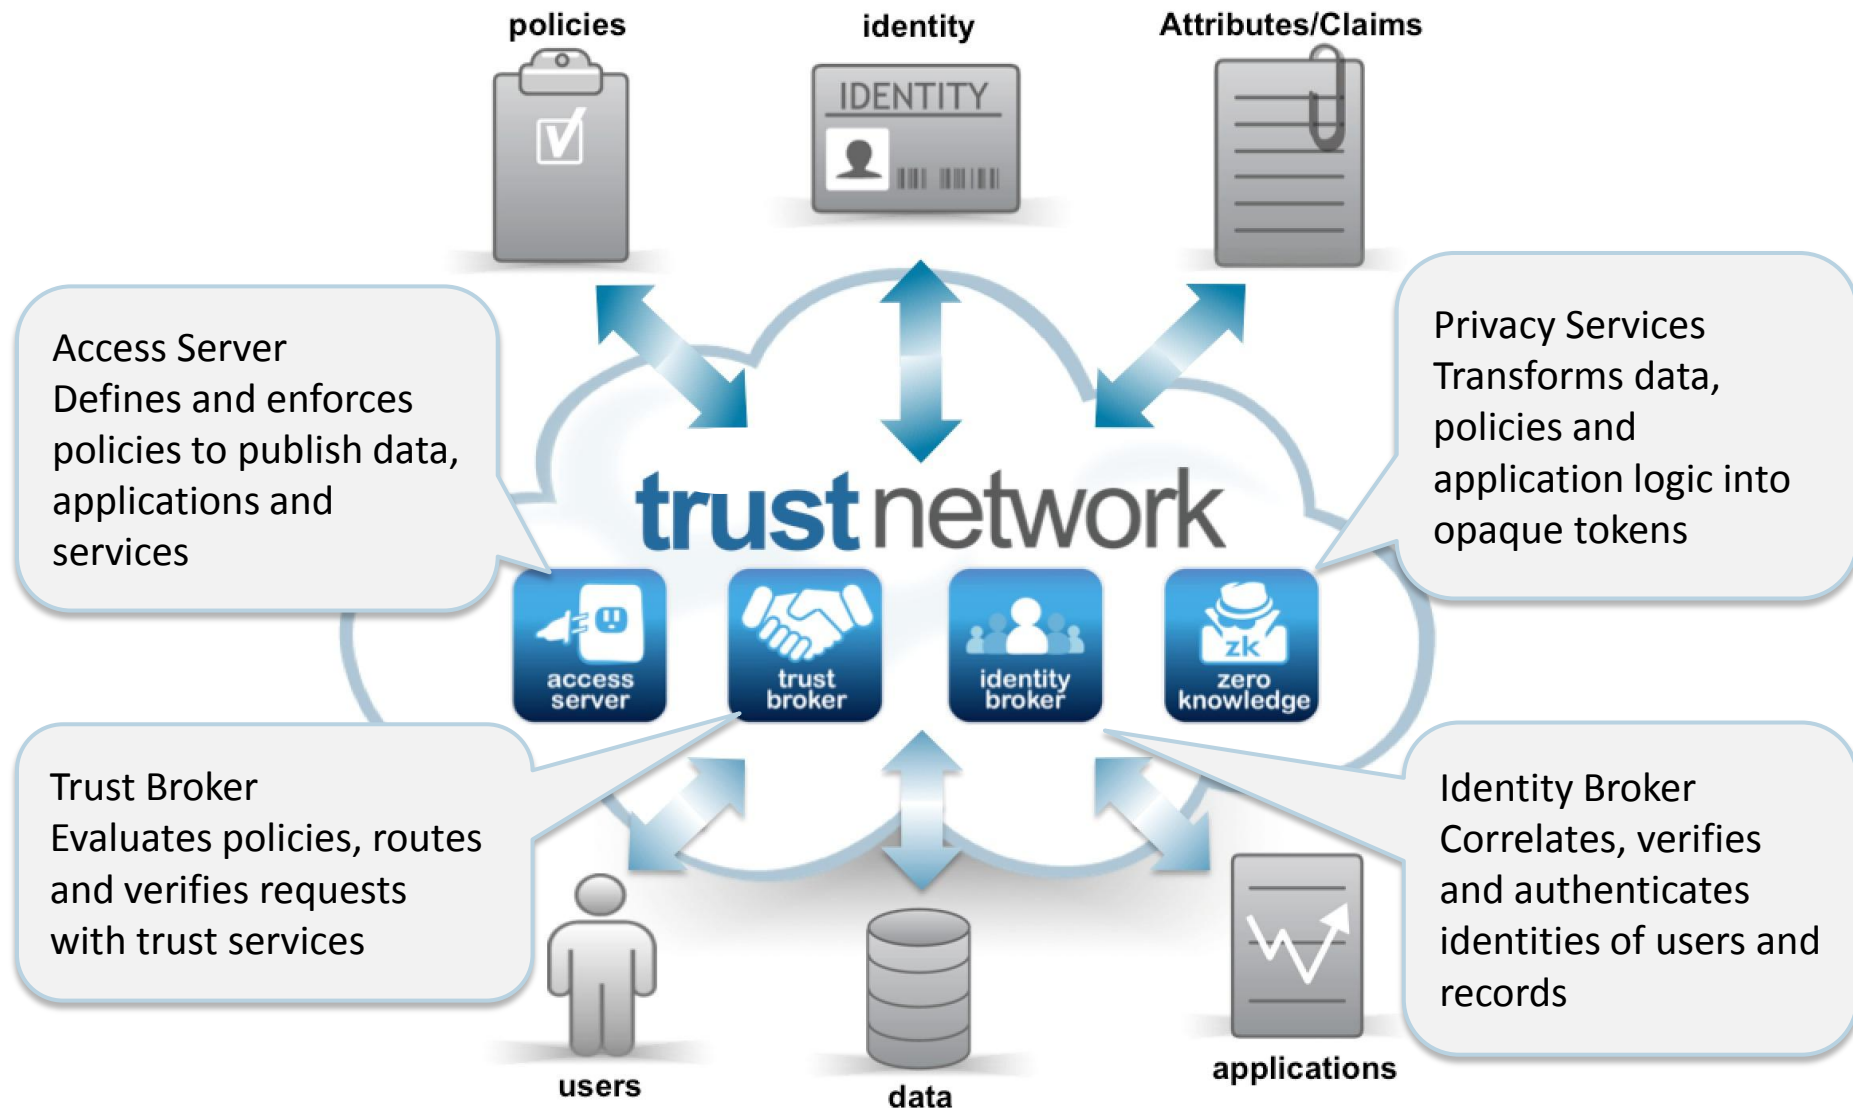 policies
identity
Attributes/Claims
IDENTITY
Access Server
Defines and enforces
policies to publish data,
applications and
services
Privacy Services
Transforms data,
policies and
application logic into
opaque tokens
trust network
access
server
trust
broker
identity
broker
zk
zero
knowledge
Trust Broker
Evaluates policies, routes
and verifies requests
with trust services
Identity Broker
Correlates, verifies
and authenticates
identities of users and
records
users
data
applications